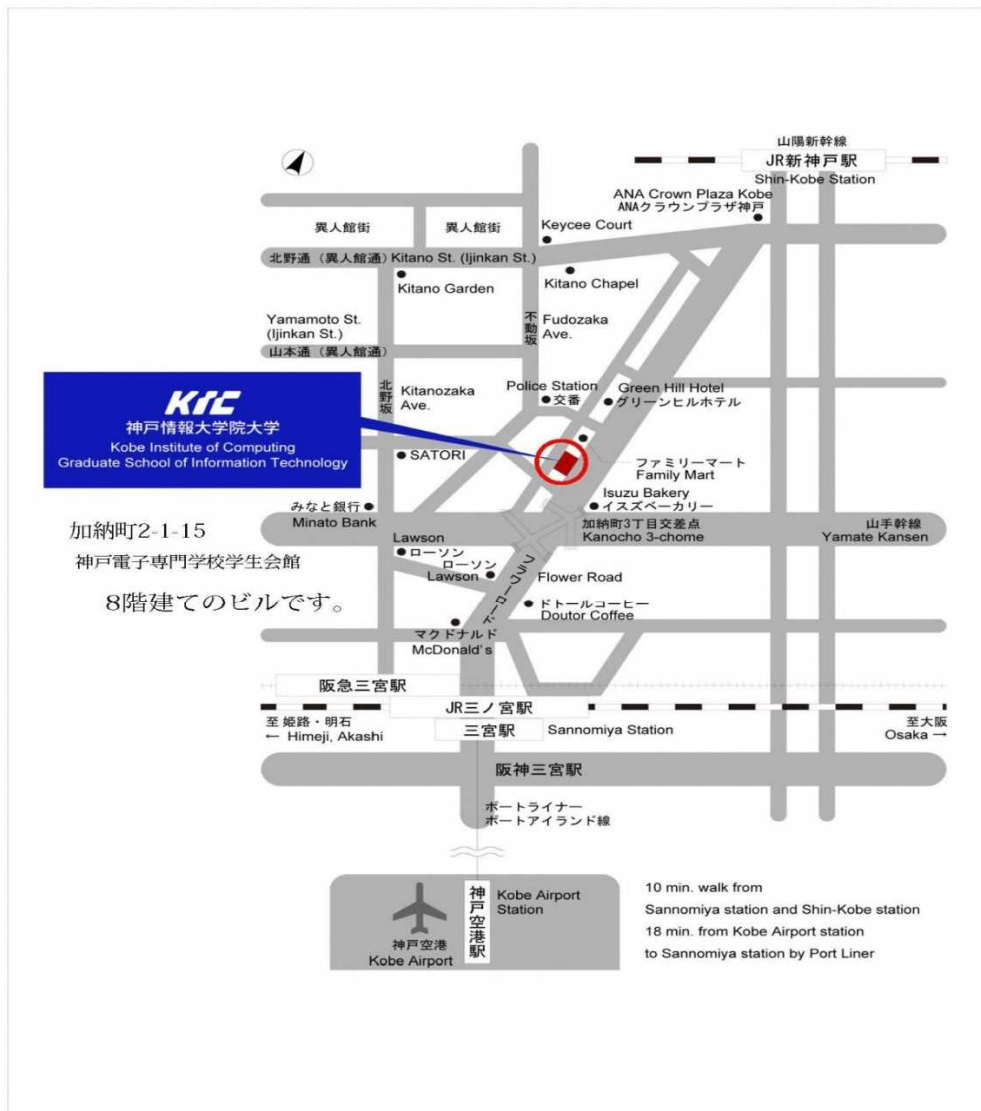 山陽新幹線
JR新神戸駅
Shin-Kobe Station
ANA Crown Plaza Kobe
ANAクラウンプラザ神戸
異人館街
異人館街
Keycee Court
北野通（異人館通）Kitano St. (Ijinkan St.)
Kitano Garden
Kitano Chapel
Yamamoto St.
(Ijinkan St.)
山本通（異人館通）
不動坂
Fudozaka
Ave.
北野坂
Kitanozaka
Ave.
Police Station
交番
Green Hill Hotel
グリーンヒルホテル
KIC
神戸情報大学院大学
Kobe Institute of Computing
Graduate School of Information Technology
SATORI
ファミリーマート
Family Mart
Isuzu Bakery
イスズベーカリー
みなと銀行
Minato Bank
加納町3丁目交差点
Kanocho 3-chome
山手幹線
Yamate Kansen
加納町2-1-15
神戸電子専門学校学生会館
8階建てのビルです。
Lawson
ローソン
ローソン
Lawson
フラワーロード
Flower Road
ドトールコーヒー
Doutor Coffee
マクドナルド
McDonald's
阪急三宮駅
JR三ノ宮駅
至 姫路・明石
← Himeji, Akashi
三宮駅
Sannomiya Station
至大阪
Osaka →
阪神三宮駅
ポートライナー
ポートアイランド線
神戸空港
Kobe Airport
神戸空港駅
Kobe Airport
Station
10 min. walk from
Sannomiya station and Shin-Kobe station
18 min. from Kobe Airport station
to Sannomiya station by Port Liner